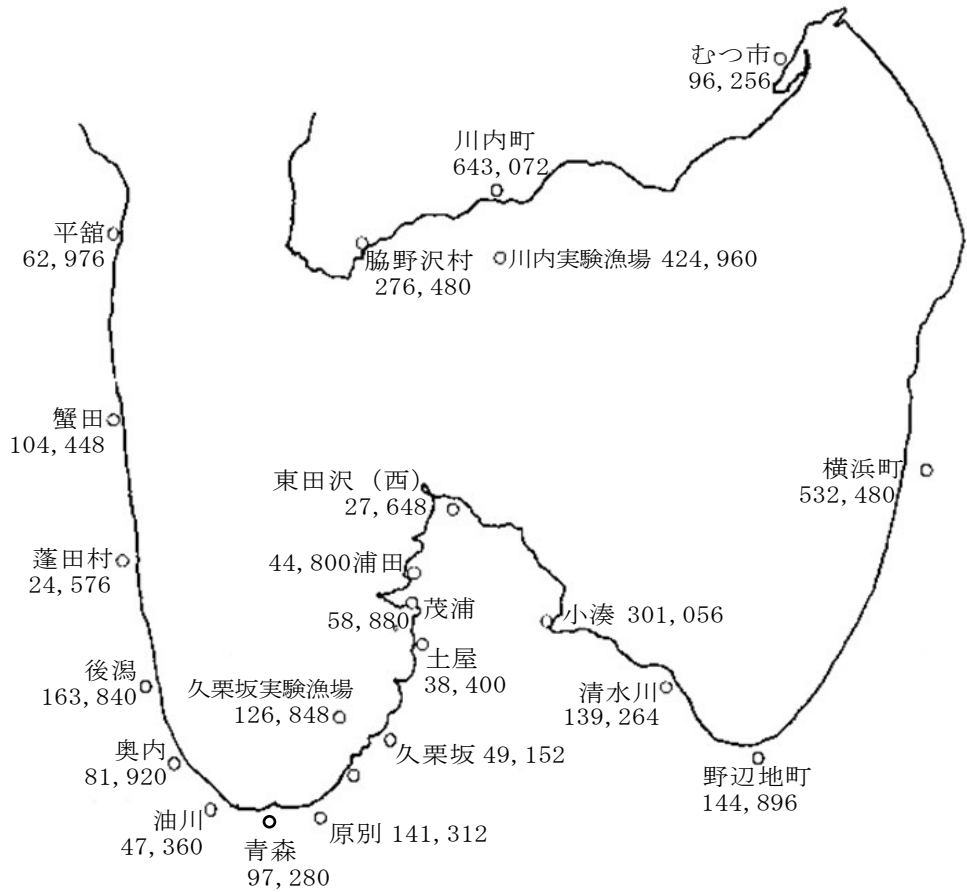 むつ市
96,256
川内町
643,072
平舘
62,976
脇野沢村
276,480
川内実験漁場 424,960
蟹田
104,448
横浜町
532,480
東田沢（西）
27,648
蓬田村
24,576
44,800浦田
58,880
茂浦
小湊 301,056
土屋
38,400
後潟
163,840
久栗坂実験漁場
126,848
清水川
139,264
久栗坂 49,152
奥内
81,920
野辺地町
144,896
油川
47,360
原別 141,312
青森
97,280